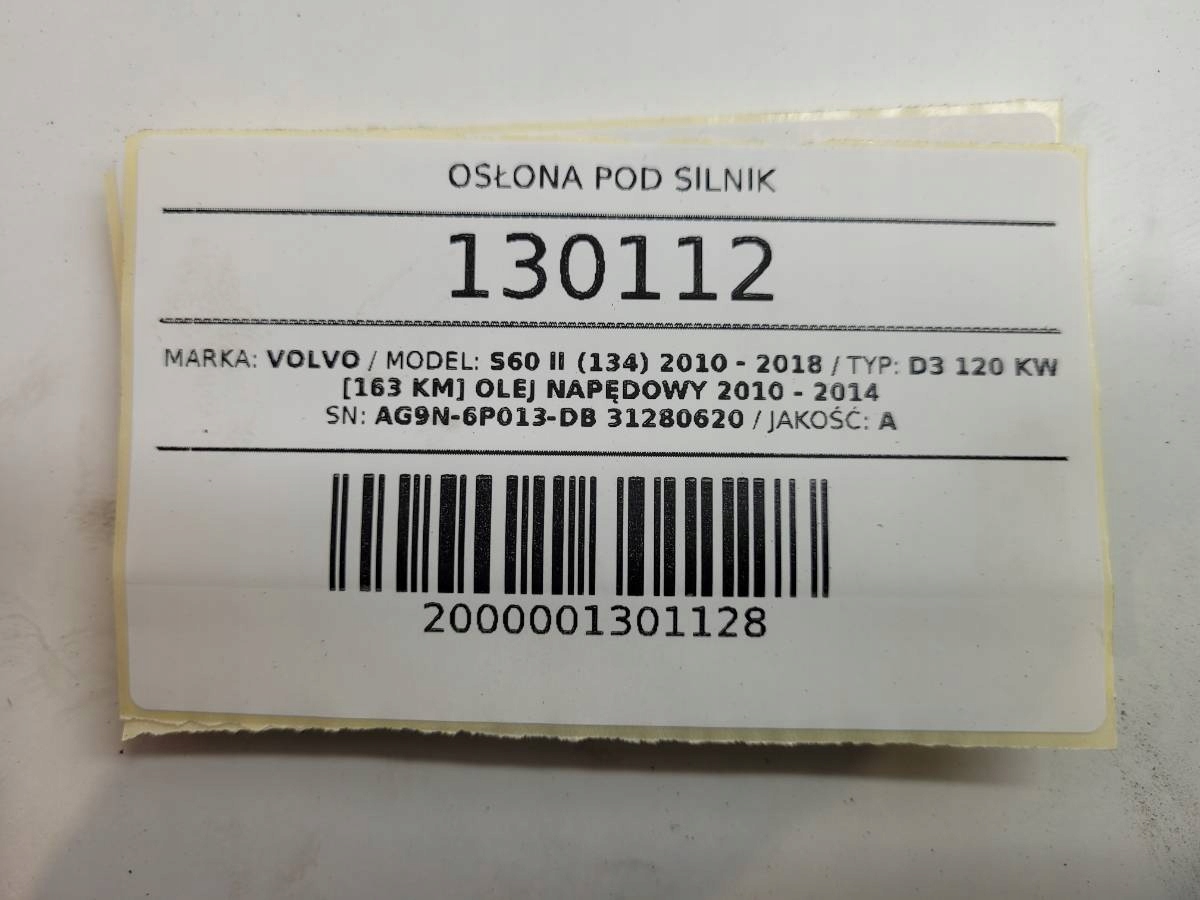 OSŁONA POD SILNIK
130112
MARKA: VOLVO / MODEL: S60 II (134) 2010 - 2018 / TYP: D3 120 KW
[163 KM] OLEJ NAPĘDOWY 2010 - 2014
SN: AG9N-6P013-DB 31280620 / JAKOŚĆ: A
2000001301128